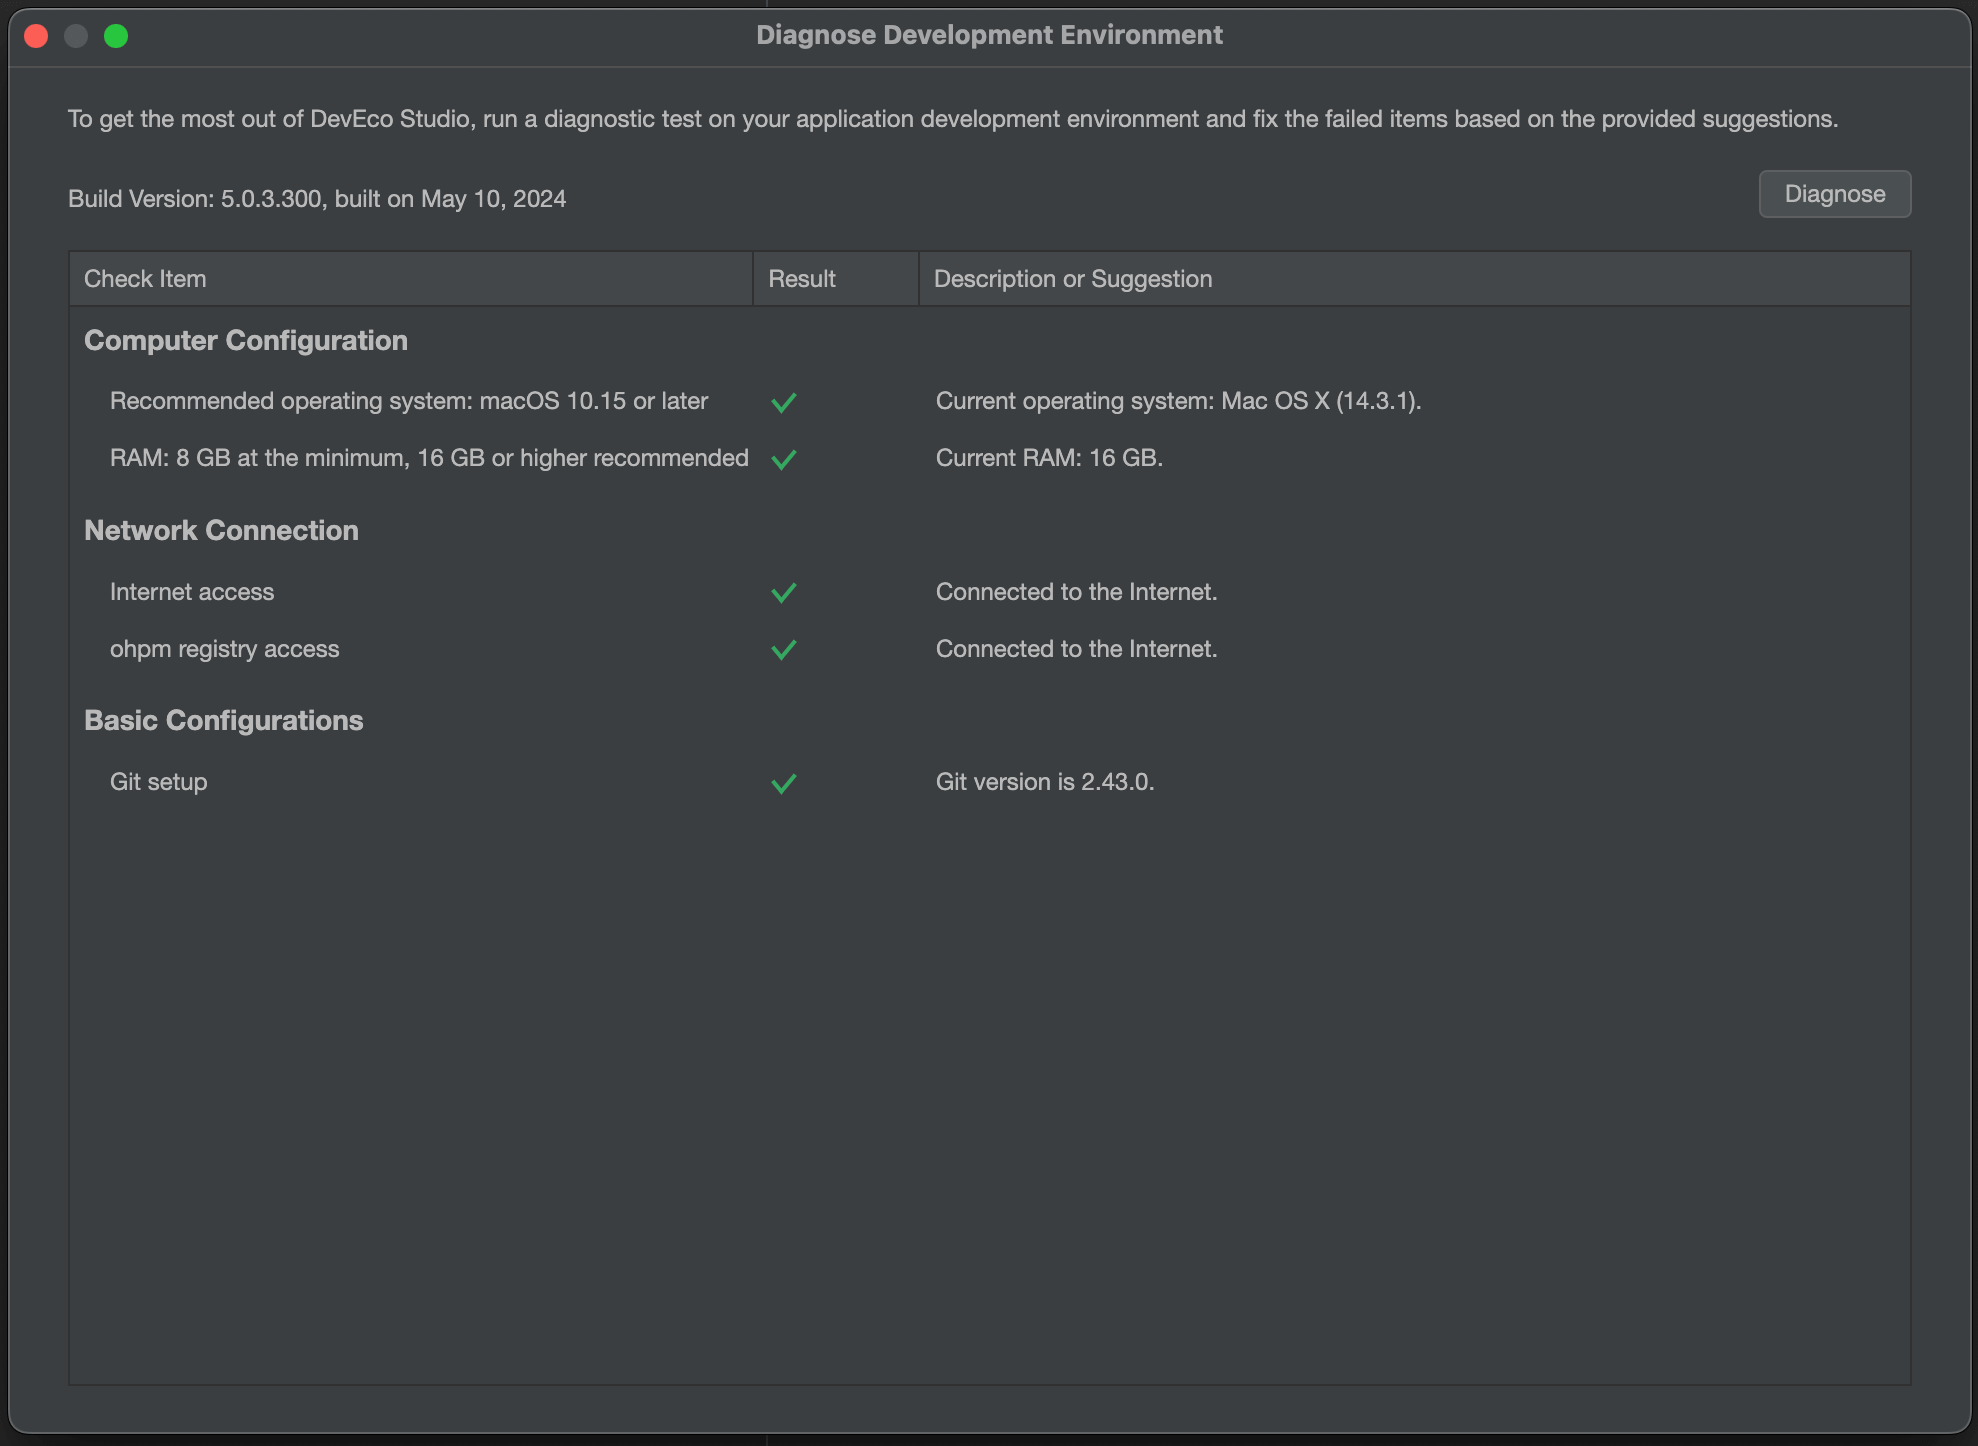 Diagnose Development Environment
To get the most out of DevEco Studio, run a diagnostic test on your application development environment and fix the failed items based on the provided suggestions.
Build Version: 5.0.3.300, built on May 10, 2024
Diagnose
Check Item Result Description or Suggestion
Computer Configuration
Recommended operating system: macOS 10.15 or later Current operating system: Mac OS X (14.3.1).
RAM: 8 GB at the minimum, 16 GB or higher recommended Current RAM: 16 GB.
Network Connection
Internet access Connected to the Internet.
ohpm registry access Connected to the Internet.
Basic Configurations
Git setup Git version is 2.43.0.